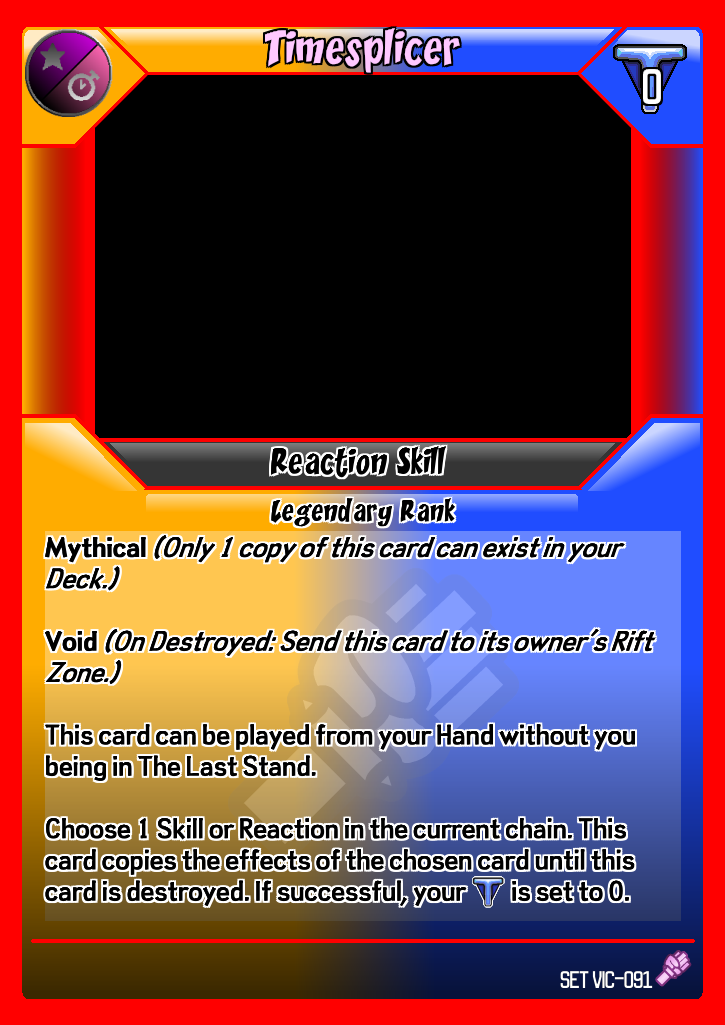 Timesplicer
0
Reaction Skill
Legendary Rank
Mythical (Only 1 copy of this card can exist in your
Deck.)
Void (On Destroyed: Send this card to its owner's Rift
Zone.)
This card can be played from your Hand without you
being in The Last Stand.
Choose 1 Skill or Reaction in the current chain. This
card copies the effects of the chosen card until this
card is destroyed. If successful, your T is set to 0.
SET VIC-091